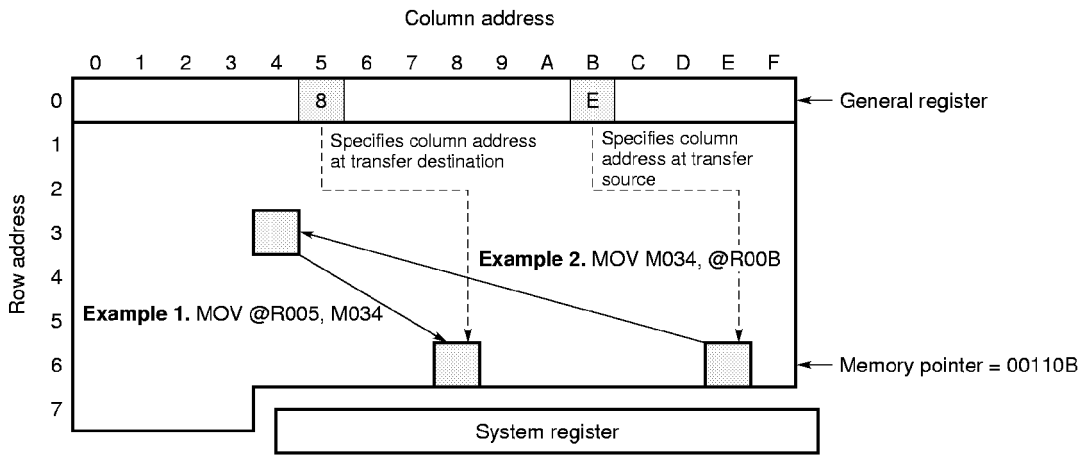 Column address
0 1 2 3 4 5 6 7 8 9 A B C D E F
Row address
0
8
E
General register
1
Specifies column address
at transfer destination
Specifies column
address at transfer
source
2
3
Example 2. MOV M034, @R00B
4
Example 1. MOV @R005, M034
5
6
Memory pointer = 00110B
7
System register